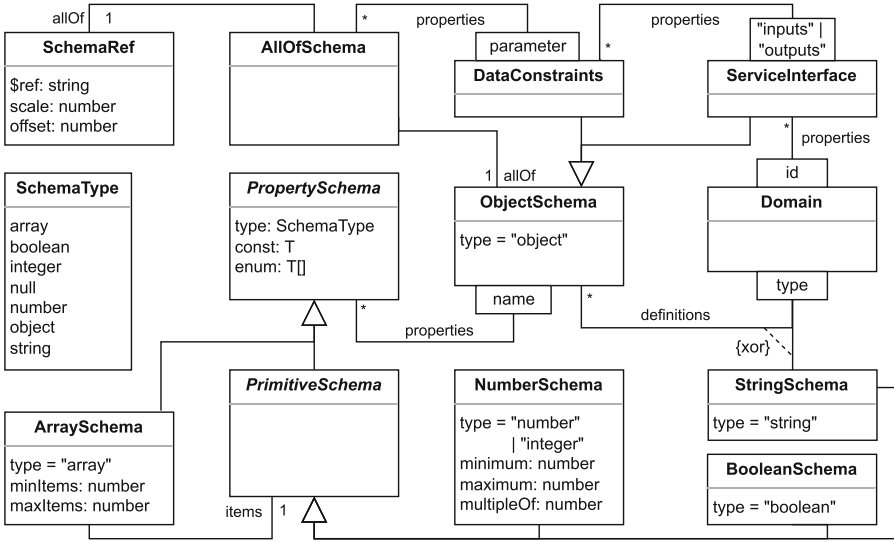 allOf 1
* properties
properties
"inputs" |
"outputs"
parameter
*
SchemaRef
$ref: string
scale: number
offset: number
AllOfSchema
DataConstraints
ServiceInterface
* properties
1 allOf
id
SchemaType
array
boolean
integer
null
number
object
string
PropertySchema
type: SchemaType
const: T
enum: T[]
ObjectSchema
type = "object"
name
Domain
type
* properties
* definitions
{xor}
ArraySchema
type = "array"
minItems: number
maxItems: number
PrimitiveSchema
items 1
NumberSchema
type = "number"
| "integer"
minimum: number
maximum: number
multipleOf: number
StringSchema
type = "string"
BooleanSchema
type = "boolean"